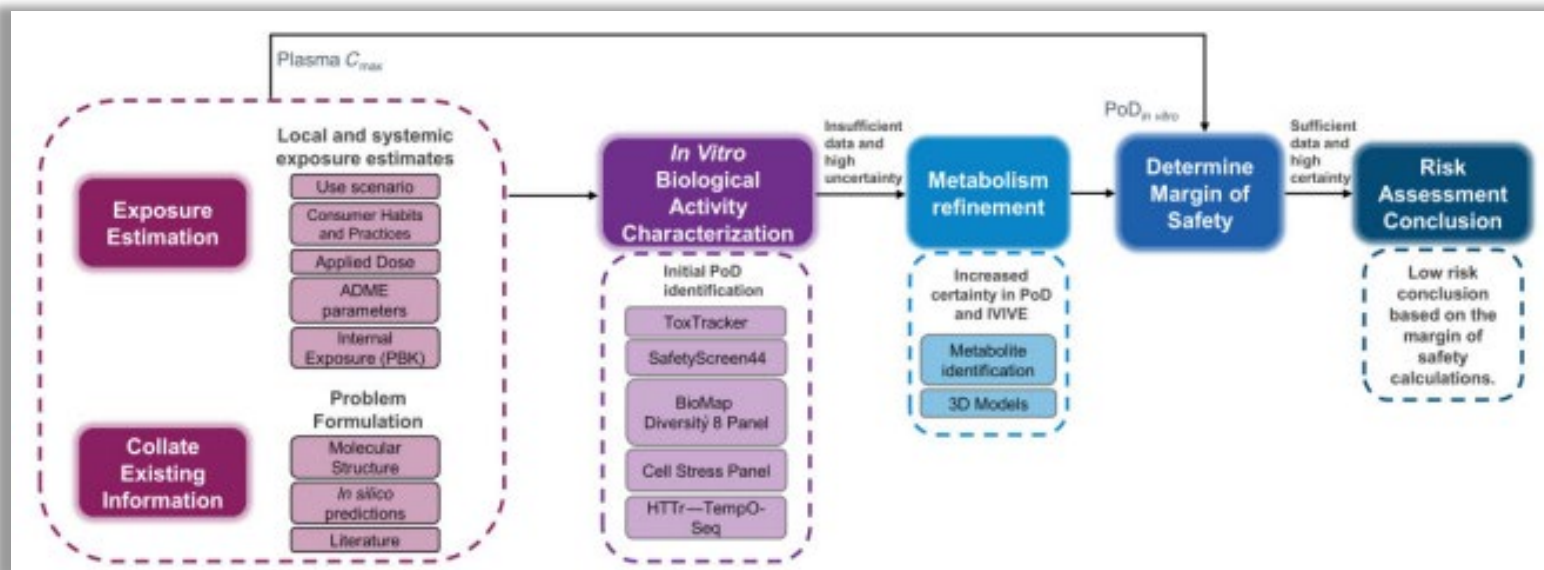 Plasma Cmax
Exposure
Estimation
Local and systemic
exposure estimates
Use scenario
Consumer Habits
and Practices
Applied Dose
ADME
parameters
Internal
Exposure (PBK)
Collate
Existing
Information
Problem
Formulation
Molecular
Structure
In silico
predictions
Literature
In Vitro
Biological
Activity
Characterization
Initial PoD
identification
ToxTracker
SafetyScreen44
BioMap
Diversity 8 Panel
Cell Stress Panel
HTTr—TempO-
Seq
Insufficient
data and
high
uncertainty
Metabolism
refinement
Increased
certainty in PoD
and IVIVE
Metabolite
identification
3D Models
PoDin vitro
Determine
Margin of
Safety
Sufficient
data and
high
certainty
Risk
Assessment
Conclusion
Low risk
conclusion
based on the
margin of
safety
calculations.